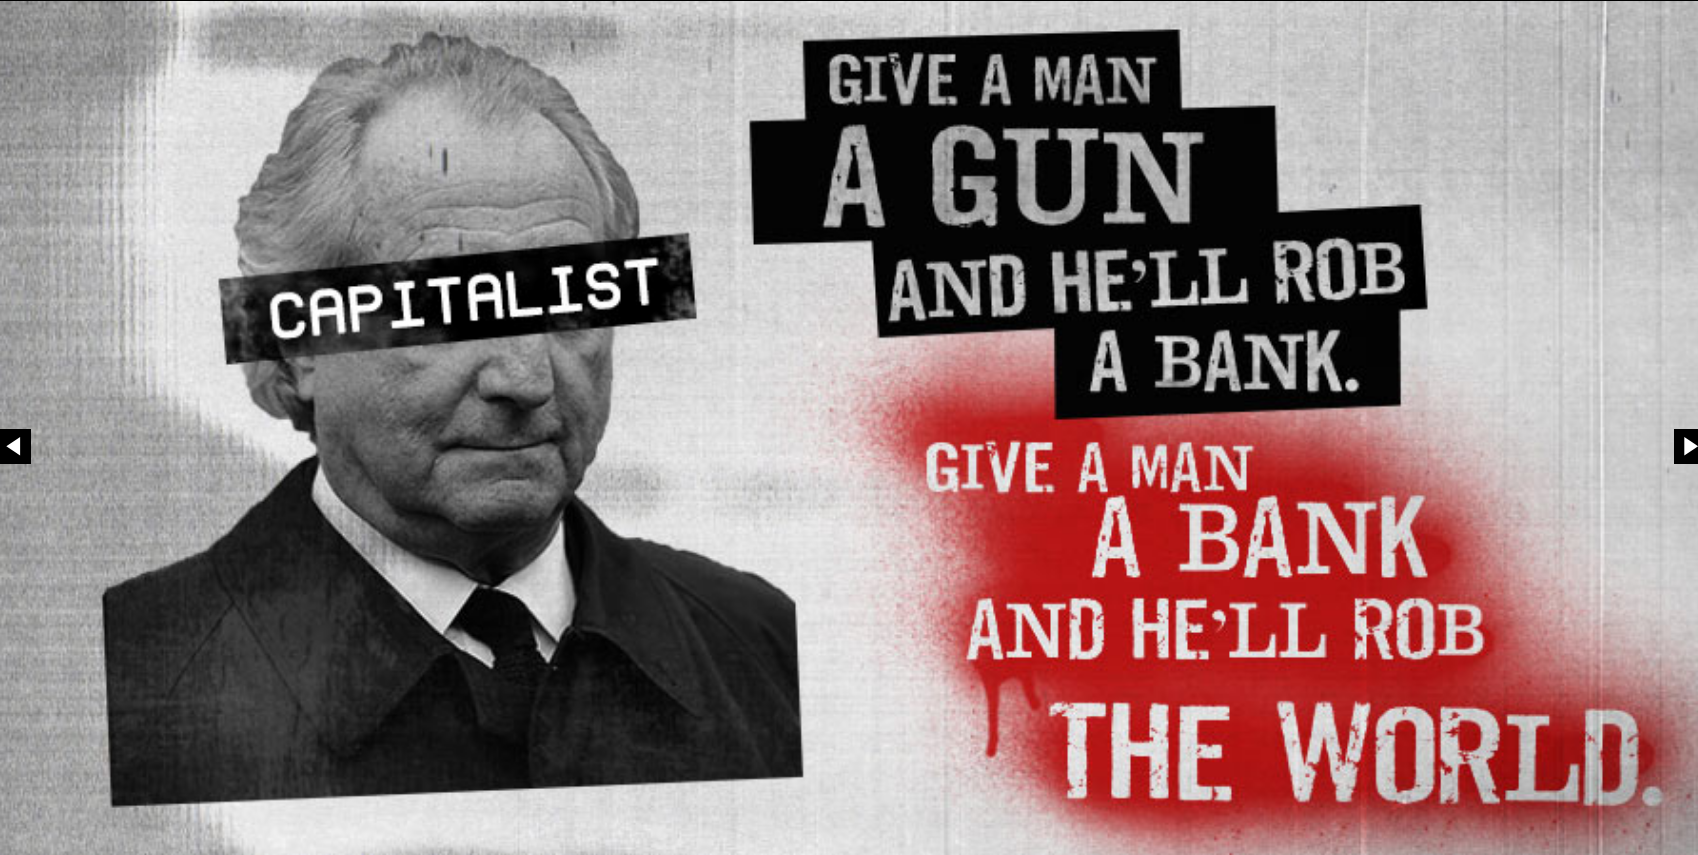 CAPITALIST
GIVE A MAN
A GUN
AND HE'LL ROB
A BANK.
GIVE A MAN
A BANK
AND HE'LL ROB
THE WORLD.